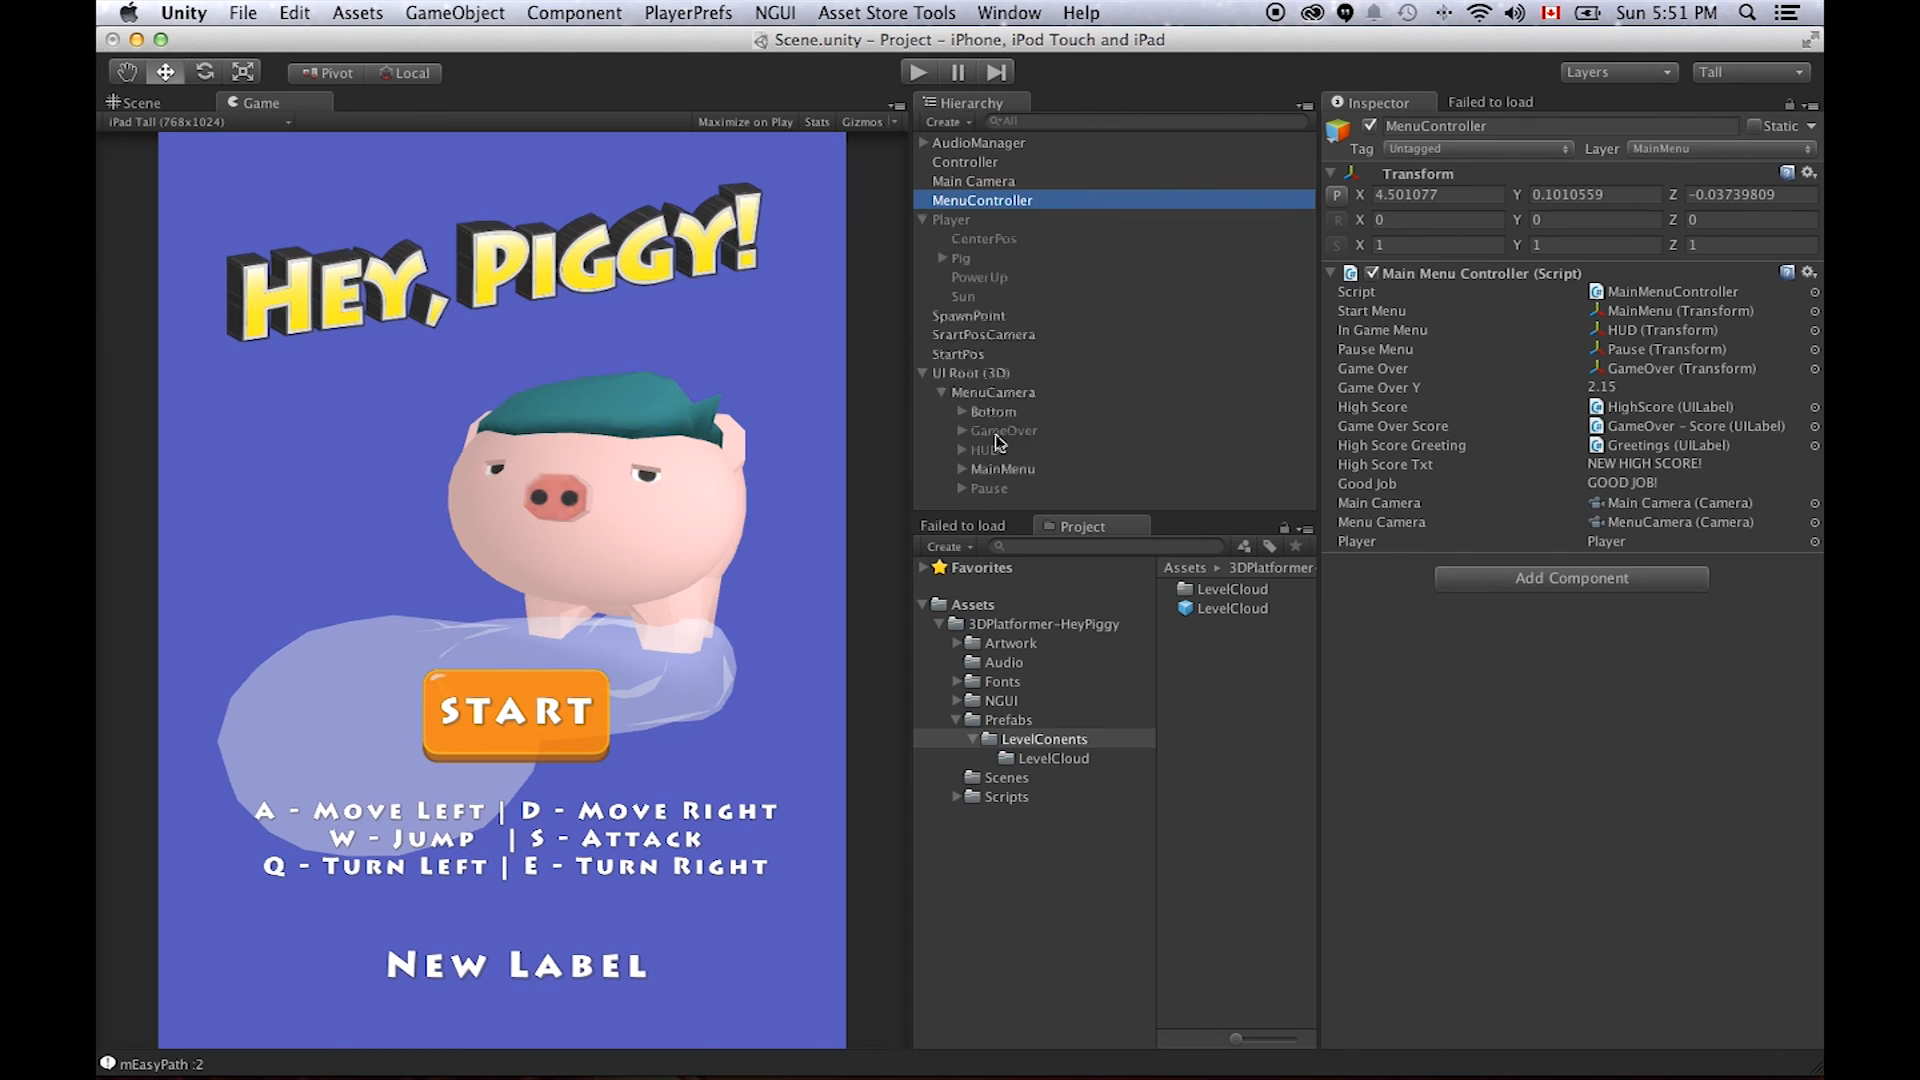 Unity File Edit Assets GameObject Component PlayerPrefs NGUI Asset Store Tools Window Help Sun 5:51 PM
Scene.unity – Project – iPhone, iPod Touch and iPad
Pivot Local Layers Tall
Scene Game
iPad Tall (768x1024) Maximize on Play Stats Gizmos
HEY, PIGGY!
START
A - MOVE LEFT | D - MOVE RIGHT
W - JUMP | S - ATTACK
Q - TURN LEFT | E - TURN RIGHT
NEW LABEL
mEasyPath :2
Hierarchy
Create All
AudioManager
Controller
Main Camera
MenuController
Player
CenterPos
Pig
PowerUp
Sun
SpawnPoint
SrartPosCamera
StartPos
UI Root (3D)
MenuCamera
Bottom
GameOver
HUD
MainMenu
Pause
Failed to load Project
Create
Favorites
Assets
3DPlatformer-HeyPiggy
Artwork
Audio
Fonts
NGUI
Prefabs
LevelConents
LevelCloud
Scenes
Scripts
Assets 3DPlatformer-
LevelCloud
LevelCloud
Inspector Failed to load
MenuController Static
Tag Untagged Layer MainMenu
Transform
P X 4.501077 Y 0.1010559 Z -0.03739809
R X 0 Y 0 Z 0
S X 1 Y 1 Z 1
Main Menu Controller (Script)
Script MainMenuController
Start Menu MainMenu (Transform)
In Game Menu HUD (Transform)
Pause Menu Pause (Transform)
Game Over GameOver (Transform)
Game Over Y 2.15
High Score HighScore (UILabel)
Game Over Score GameOver – Score (UILabel)
High Score Greeting Greetings (UILabel)
High Score Txt NEW HIGH SCORE!
Good Job GOOD JOB!
Main Camera Main Camera (Camera)
Menu Camera MenuCamera (Camera)
Player Player
Add Component